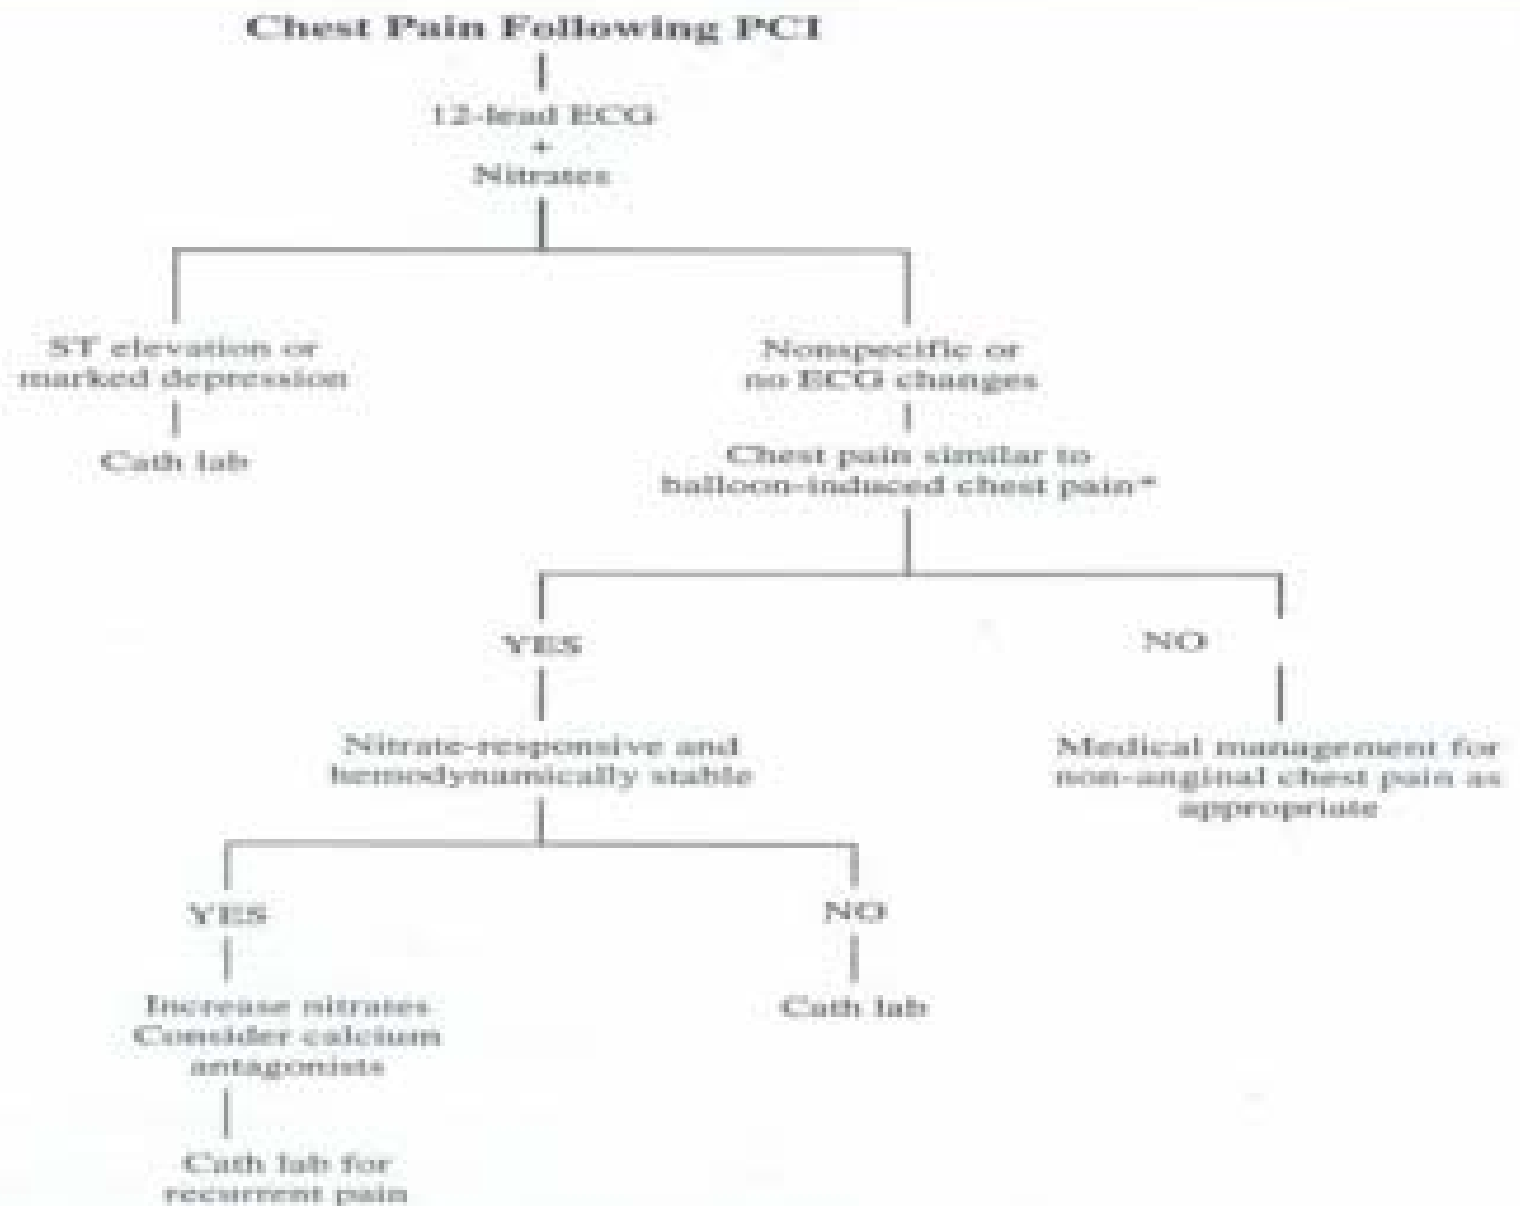 Chest Pain Following PCI
12-lead ECG
+
Nitrates
ST elevation or
marked depression
Cath lab
Nonspecific or
no ECG changes
Chest pain similar to
balloon-induced chest pain*
YES
NO
Nitrate-responsive and
hemodynamically stable
Medical management for
non-anginal chest pain as
appropriate
YES
NO
Increase nitrates
Consider calcium
antagonists
Cath lab
Cath lab for
recurrent pain